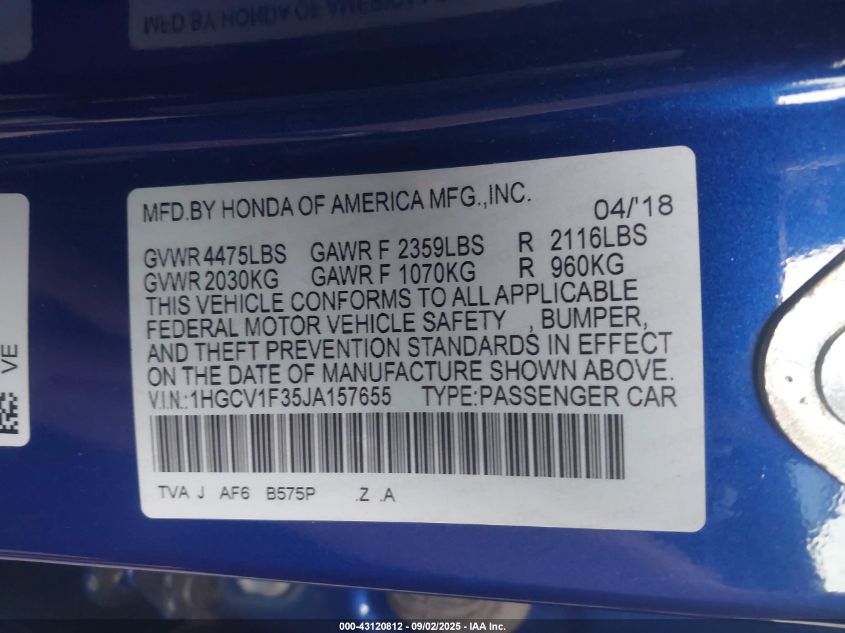 MFD.BY HONDA OF AMERICA MFG.,INC. 04/'18
GVWR 4475LBS GAWR F 2359LBS R 2116LBS
GVWR 2030KG GAWR F 1070KG R 960KG
THIS VEHICLE CONFORMS TO ALL APPLICABLE
FEDERAL MOTOR VEHICLE SAFETY , BUMPER,
AND THEFT PREVENTION STANDARDS IN EFFECT
ON THE DATE OF MANUFACTURE SHOWN ABOVE.
V.I.N.:1HGCV1F35JA157655 TYPE:PASSENGER CAR
TVA J AF6 B575P .Z .A
VE
000-43120812 - 09/02/2025 - IAA, Inc.